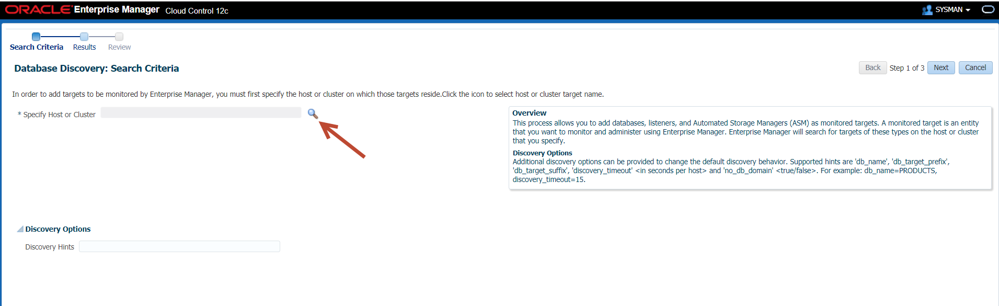 ORACLE Enterprise Manager Cloud Control 12c
SYSMAN
Search Criteria Results Review
Database Discovery: Search Criteria
Back Step 1 of 3 Next Cancel
In order to add targets to be monitored by Enterprise Manager, you must first specify the host or cluster on which those targets reside.Click the icon to select host or cluster target name.
* Specify Host or Cluster
Overview
This process allows you to add databases, listeners, and Automated Storage Managers (ASM) as monitored targets. A monitored target is an entity
that you want to monitor and administer using Enterprise Manager. Enterprise Manager will search for targets of these types on the host or cluster
that you specify.
Discovery Options
Additional discovery options can be provided to change the default discovery behavior. Supported hints are 'db_name', 'db_target_prefix',
'db_target_suffix', 'discovery_timeout' <in seconds per host> and 'no_db_domain' <true/false>. For example: db_name=PRODUCTS,
discovery_timeout=15.
Discovery Options
Discovery Hints